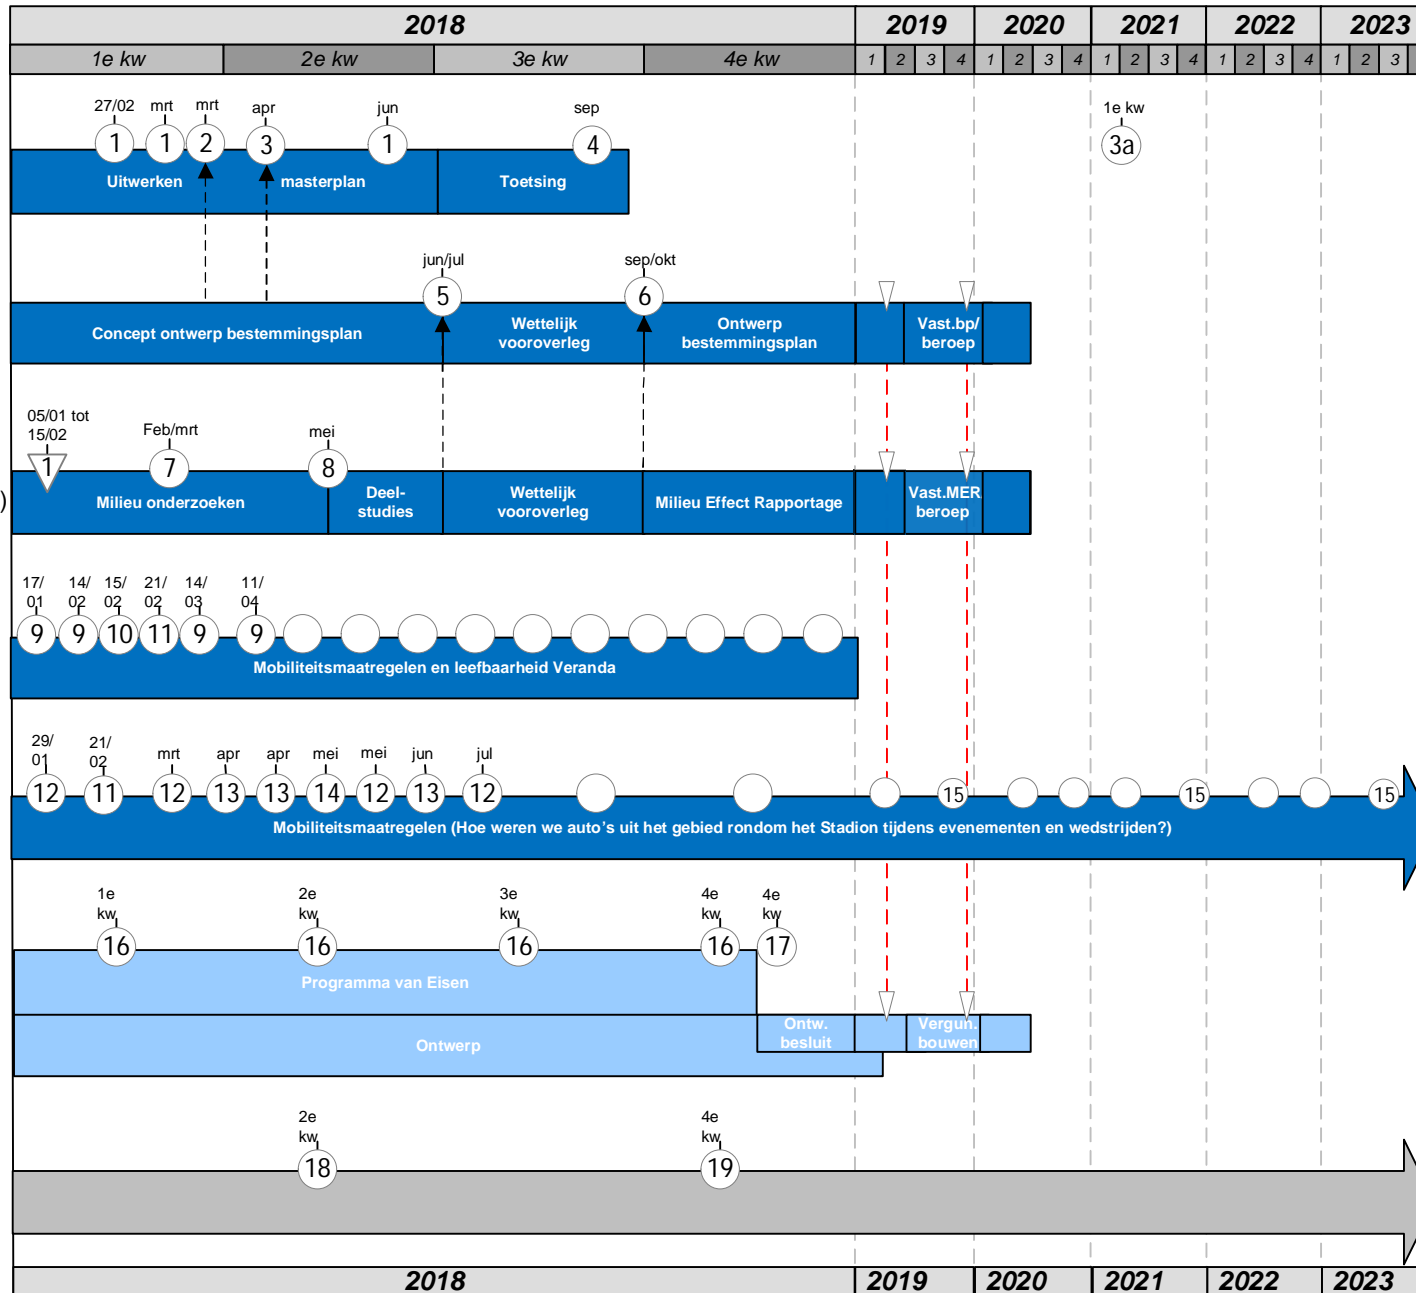 2018 2019 2020 2021 2022 2023
1e kw 2e kw 3e kw 4e kw 1 2 3 4 1 2 3 4 1 2 3 4 1 2 3 4 1 2 3
27/02 mrt mrt apr jun sep 1e kw
1 1 2 3 1 4 3a
Uitwerken masterplan Toetsing
jun/jul sep/okt
5 6
Concept ontwerp bestemmingsplan
Wettelijk
vooroverleg
Ontwerp
bestemmingsplan
Vast.bp/
beroep
05/01 tot
15/02
Feb/mrt mei
1 7 8
)
Milieu onderzoeken
Deel-
studies
Wettelijk
vooroverleg
Milieu Effect Rapportage
Vast.MER
beroep
17/ 14/ 15/ 21/ 14/ 11/
01 02 02 02 03 04
9 9 10 11 9 9
Mobiliteitsmaatregelen en leefbaarheid Veranda
29/ 21/
01 02 mrt apr apr mei mei jun jul
12 11 12 13 13 14 12 13 12 15 15 15
Mobiliteitsmaatregelen (Hoe weren we auto's uit het gebied rondom het Stadion tijdens evenementen en wedstrijden?)
1e 2e 3e 4e 4e
kw kw kw kw kw
16 16 16 16 17
Programma van Eisen
Ontwerp
Ontw.
besluit
Vergun.
bouwen
2e 4e
kw kw
18 19
2018 2019 2020 2021 2022 2023